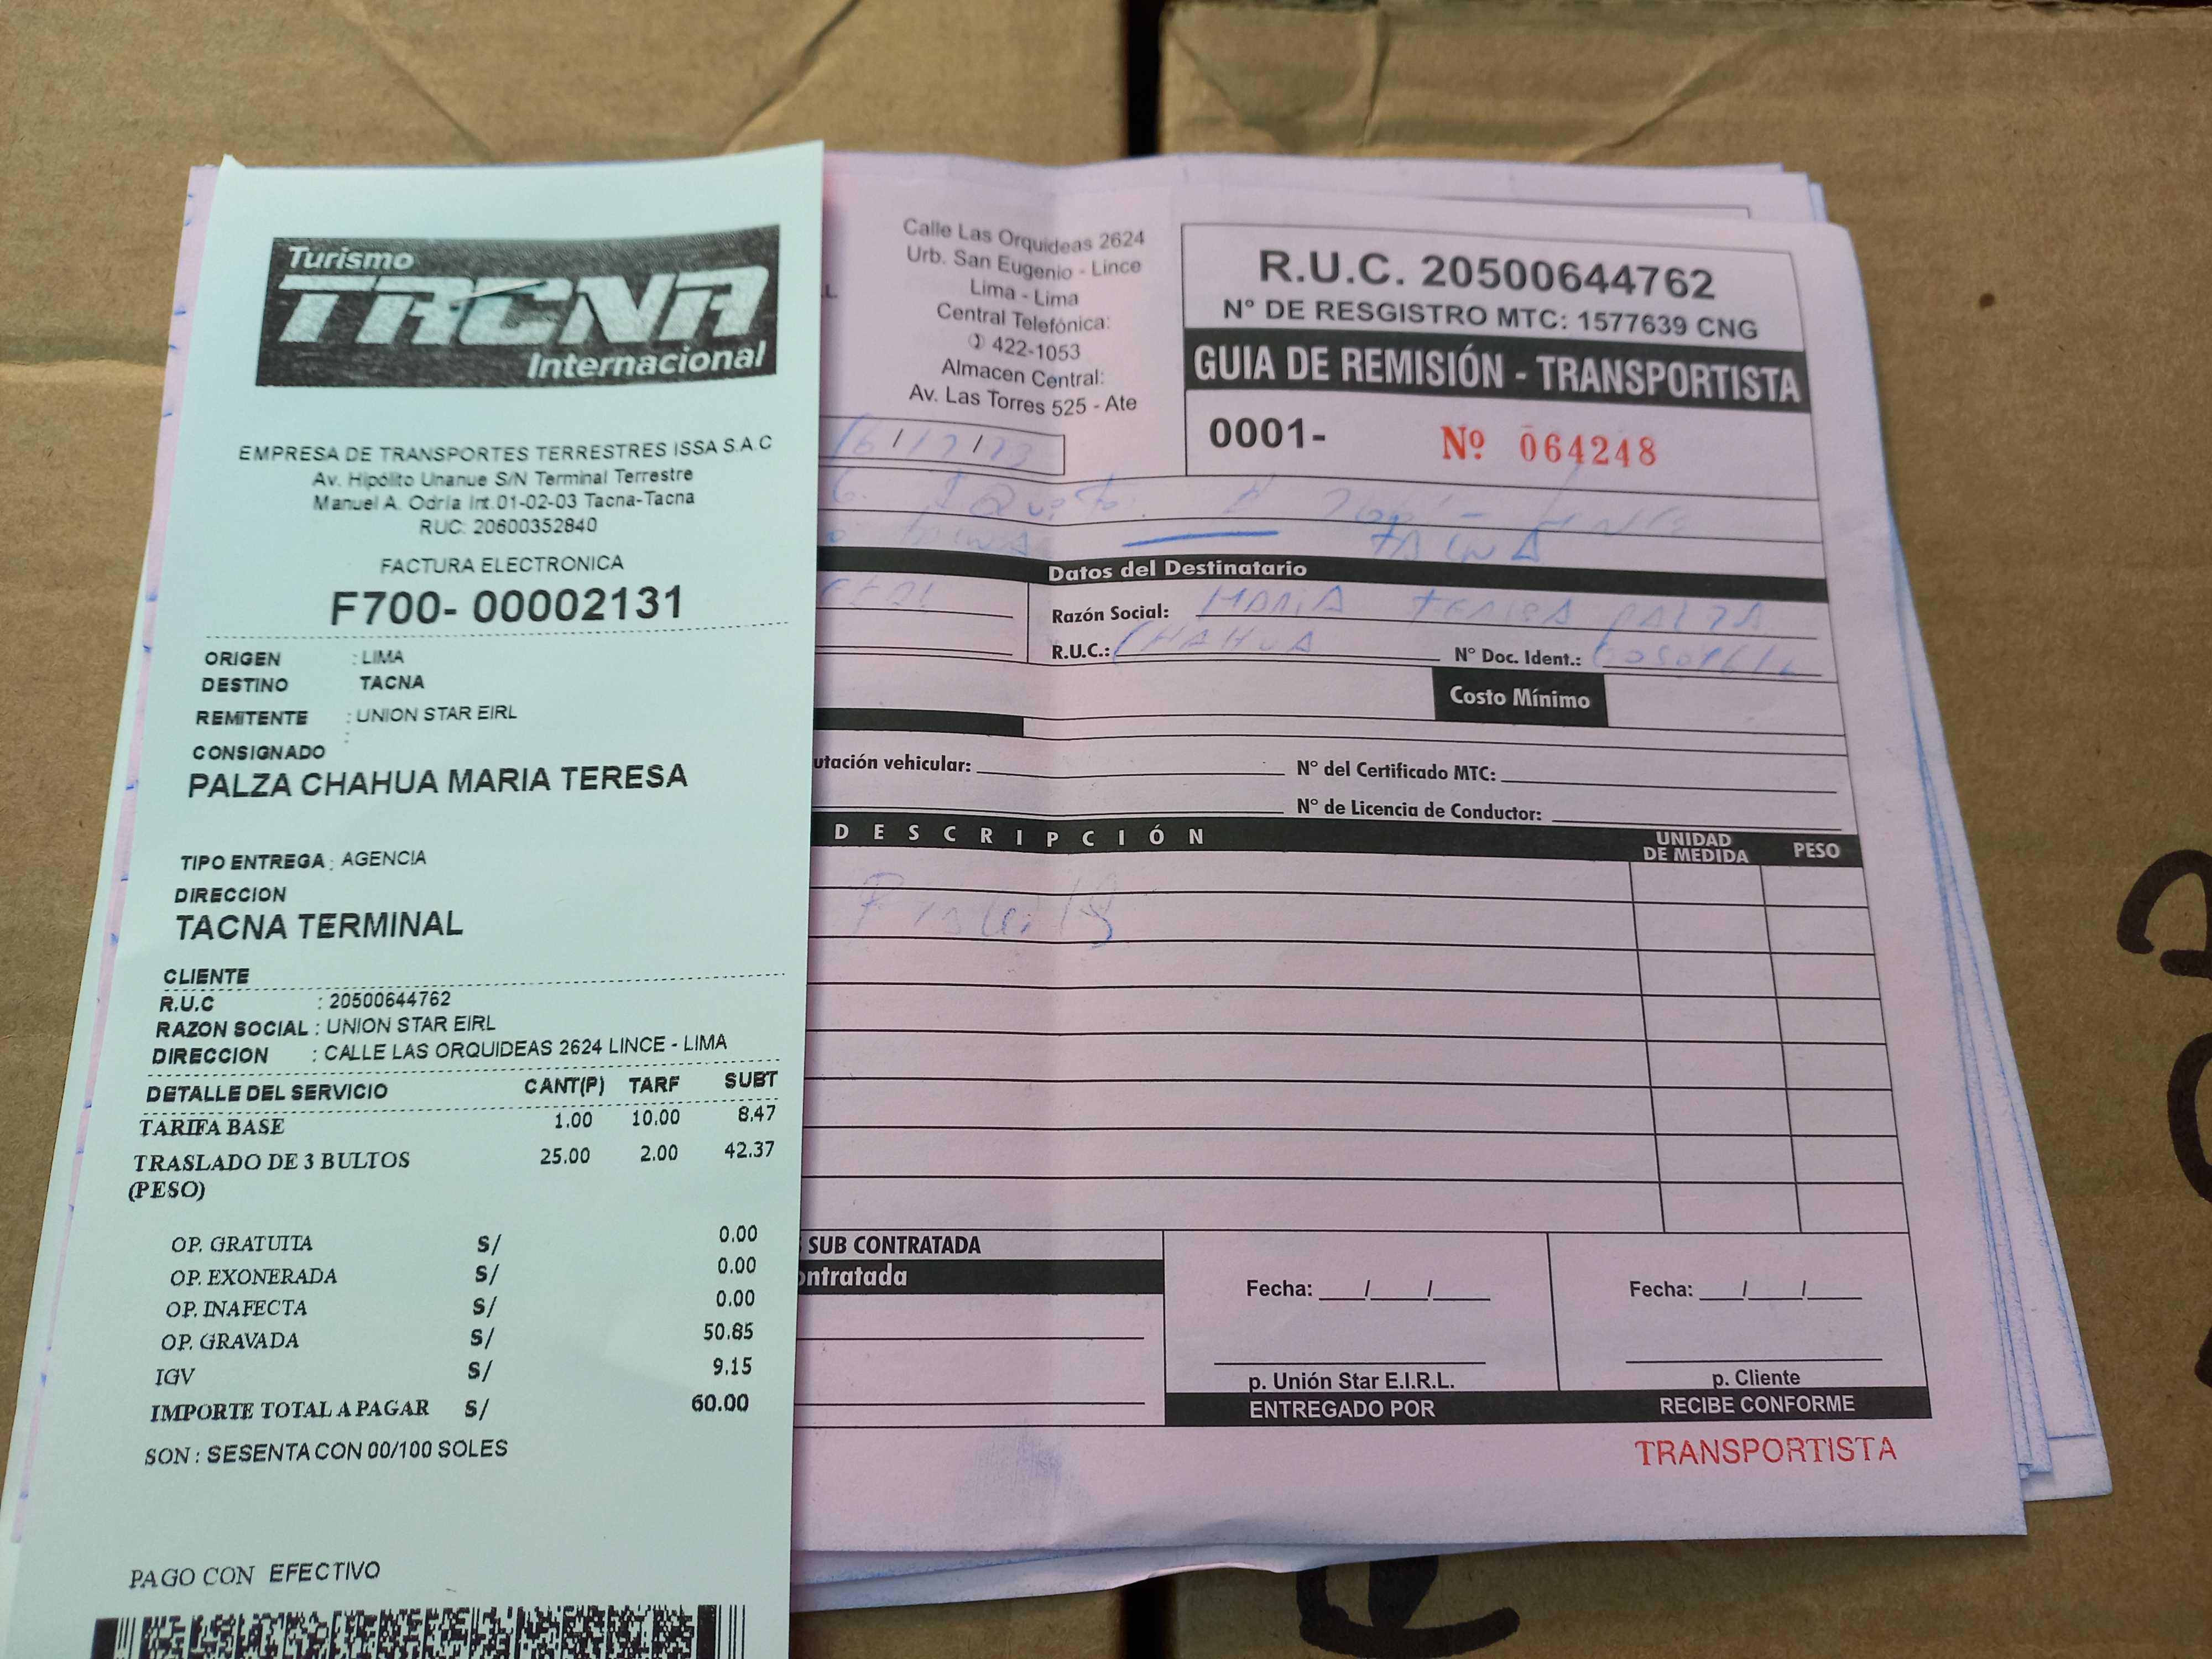 Turismo
TACNA
Internacional
EMPRESA DE TRANSPORTES TERRESTRES ISSA S.A.C
Av. Hipólito Unanue S/N Terminal Terrestre
Manuel A. Odria Int.01-02-03 Tacna-Tacna
RUC: 20600352840
FACTURA ELECTRONICA
F700- 00002131
ORIGEN : LIMA
DESTINO TACNA
REMITENTE : UNION STAR EIRL
:
CONSIGNADO
PALZA CHAHUA MARIA TERESA
TIPO ENTREGA : AGENCIA
DIRECCION
TACNA TERMINAL
CLIENTE
R.U.C : 20500644762
RAZON SOCIAL : UNION STAR EIRL
DIRECCION : CALLE LAS ORQUIDEAS 2624 LINCE - LIMA
DETALLE DEL SERVICIO CANT(P) TARF SUBT
TARIFA BASE 1.00 10.00 8.47
TRASLADO DE 3 BULTOS 25.00 2.00 42.37
(PESO)
OP. GRATUITA S/ 0.00
OP. EXONERADA S/ 0.00
OP. INAFECTA S/ 0.00
OP. GRAVADA S/ 50.85
IGV S/ 9.15
IMPORTE TOTAL A PAGAR S/ 60.00
SON : SESENTA CON 00/100 SOLES
PAGO CON EFECTIVO
Calle Las Orquideas 2624
Urb. San Eugenio - Lince
Lima - Lima
Central Telefónica:
422-1053
Almacen Central:
Av. Las Torres 525 - Ate
R.U.C. 20500644762
N° DE RESGISTRO MTC: 1577639 CNG
GUIA DE REMISIÓN - TRANSPORTISTA
0001- Nº 064248
TACNA
Datos del Destinatario
Razón Social: MARIA TERESA PALZA
R.U.C.: CHAHUA N° Doc. Ident.:
Costo Mínimo
utación vehicular: N° del Certificado MTC:
N° de Licencia de Conductor:
DESCRIPCIÓN UNIDAD DE MEDIDA PESO
SUB CONTRATADA
ontratada
Fecha: __/__/__ Fecha: __/__/__
p. Unión Star E.I.R.L. p. Cliente
ENTREGADO POR RECIBE CONFORME
TRANSPORTISTA